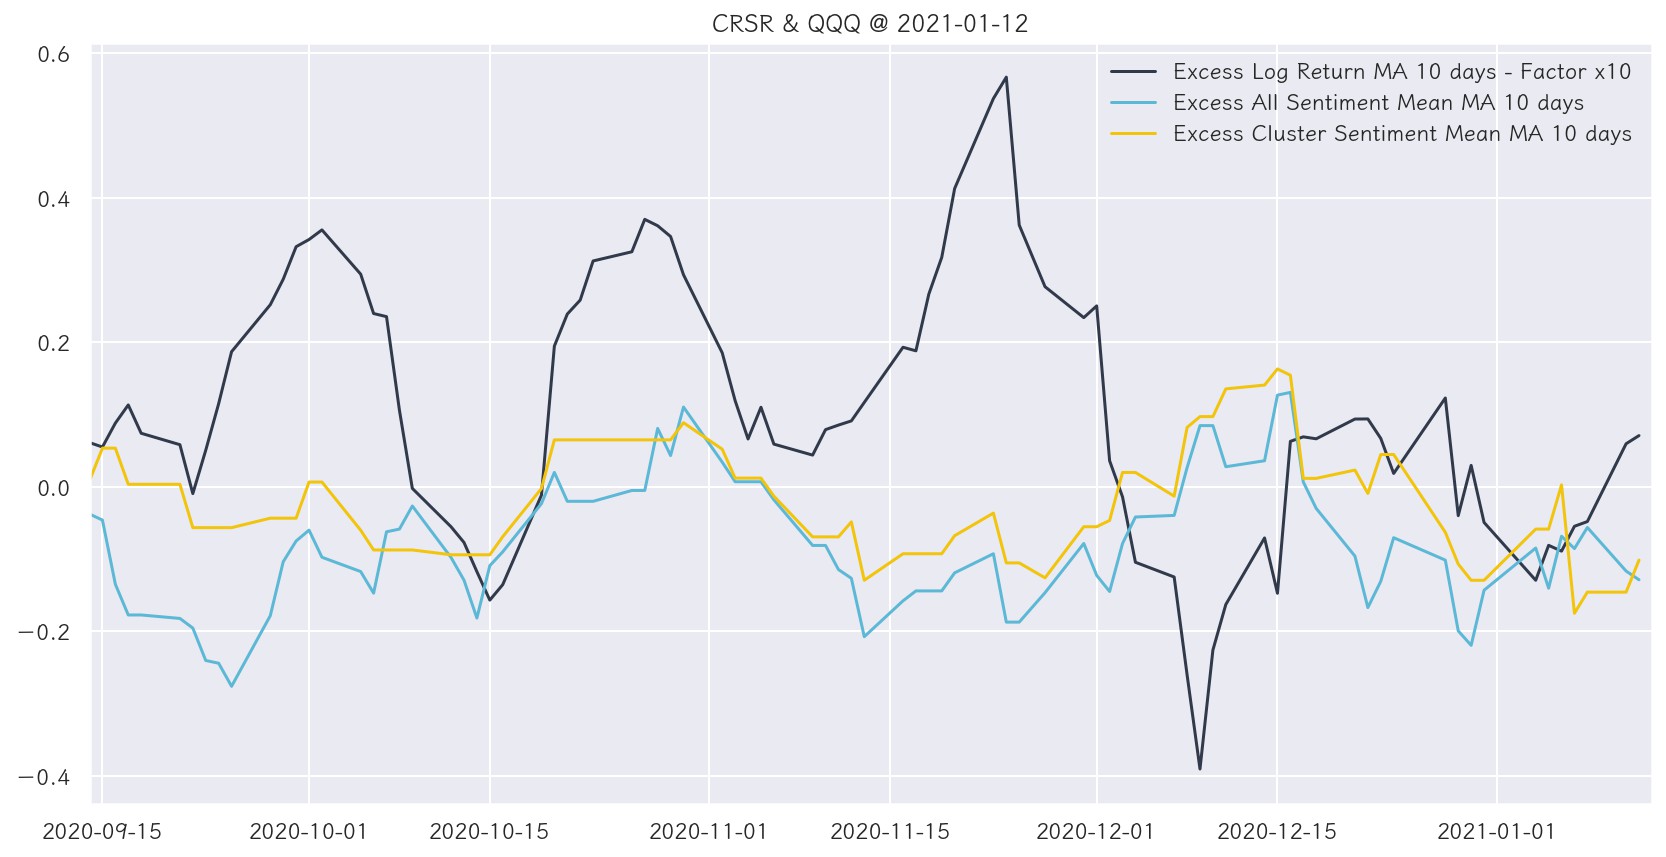 CRSR & QQQ @ 2021-01-12
Excess Log Return MA 10 days - Factor x10
Excess All Sentiment Mean MA 10 days
Excess Cluster Sentiment Mean MA 10 days
0.6
0.4
0.2
0.0
−0.2
−0.4
2020-09-15 2020-10-01 2020-10-15 2020-11-01 2020-11-15 2020-12-01 2020-12-15 2021-01-01